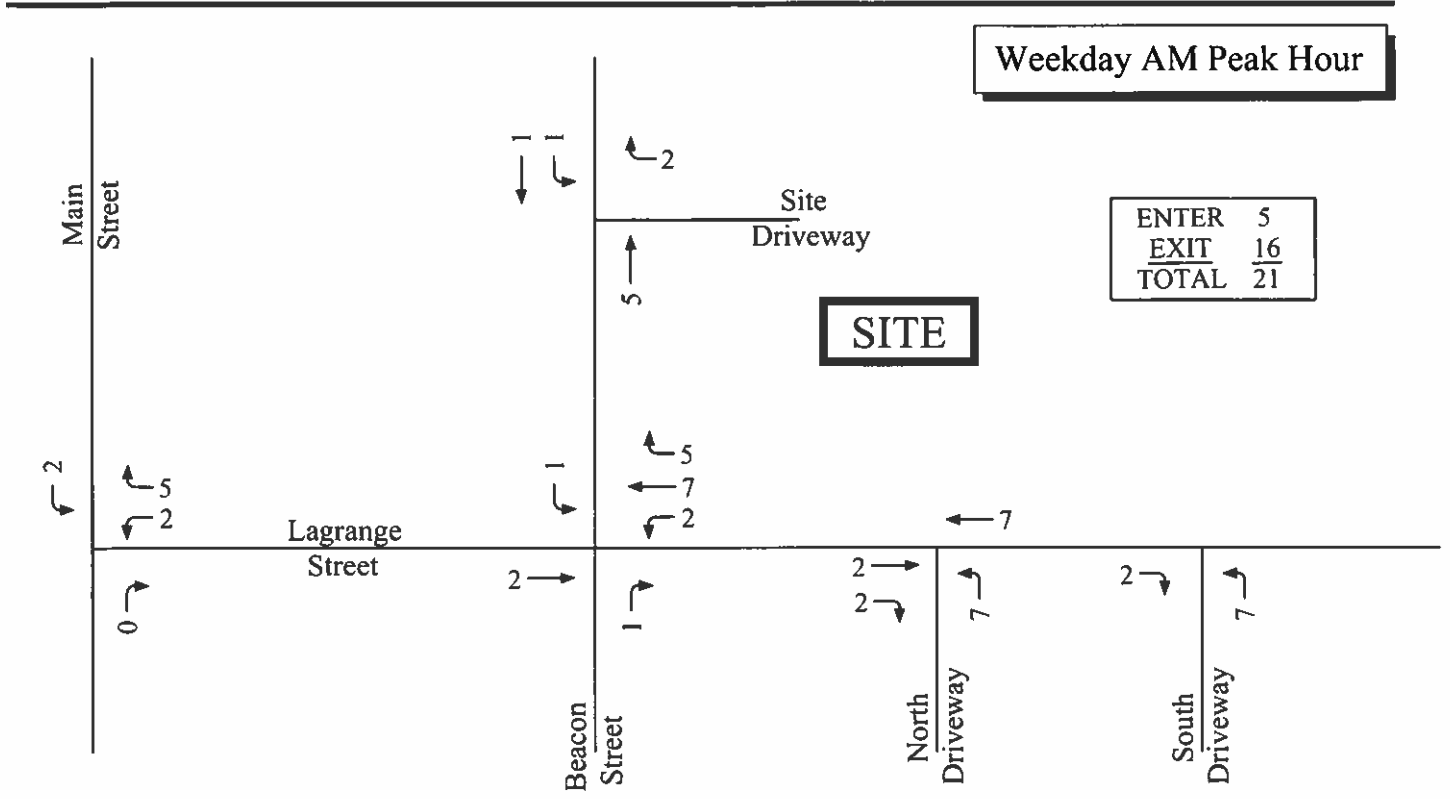 Weekday AM Peak Hour
1 1
2
Main
Street
Site
Driveway
ENTER 5
EXIT 16
TOTAL 21
5
SITE
2
5
2
1
5
7
2
Lagrange
Street
7
2
2
2
2
7
7
0
1
North
Driveway
South
Driveway
Beacon
Street